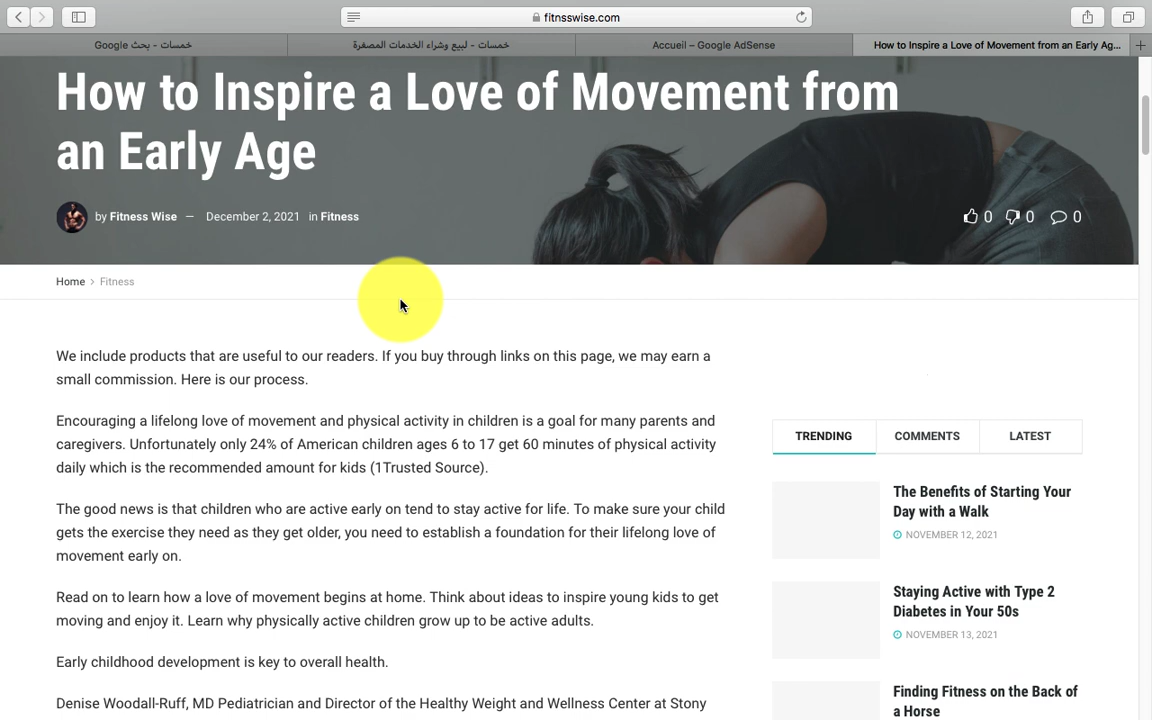 fitnsswise.com
خمسات - بحث Google
خمسات - لبيع وشراء الخدمات المصغرة
Accueil – Google AdSense
How to Inspire a Love of Movement from an Early Ag...
How to Inspire a Love of Movement from
an Early Age
by Fitness Wise — December 2, 2021 in Fitness
0 0 0
Home > Fitness
We include products that are useful to our readers. If you buy through links on this page, we may earn a
small commission. Here is our process.
Encouraging a lifelong love of movement and physical activity in children is a goal for many parents and
caregivers. Unfortunately only 24% of American children ages 6 to 17 get 60 minutes of physical activity
daily which is the recommended amount for kids (1Trusted Source).
The good news is that children who are active early on tend to stay active for life. To make sure your child
gets the exercise they need as they get older, you need to establish a foundation for their lifelong love of
movement early on.
Read on to learn how a love of movement begins at home. Think about ideas to inspire young kids to get
moving and enjoy it. Learn why physically active children grow up to be active adults.
Early childhood development is key to overall health.
Denise Woodall-Ruff, MD Pediatrician and Director of the Healthy Weight and Wellness Center at Stony
TRENDING COMMENTS LATEST
The Benefits of Starting Your
Day with a Walk
NOVEMBER 12, 2021
Staying Active with Type 2
Diabetes in Your 50s
NOVEMBER 13, 2021
Finding Fitness on the Back of
a Horse